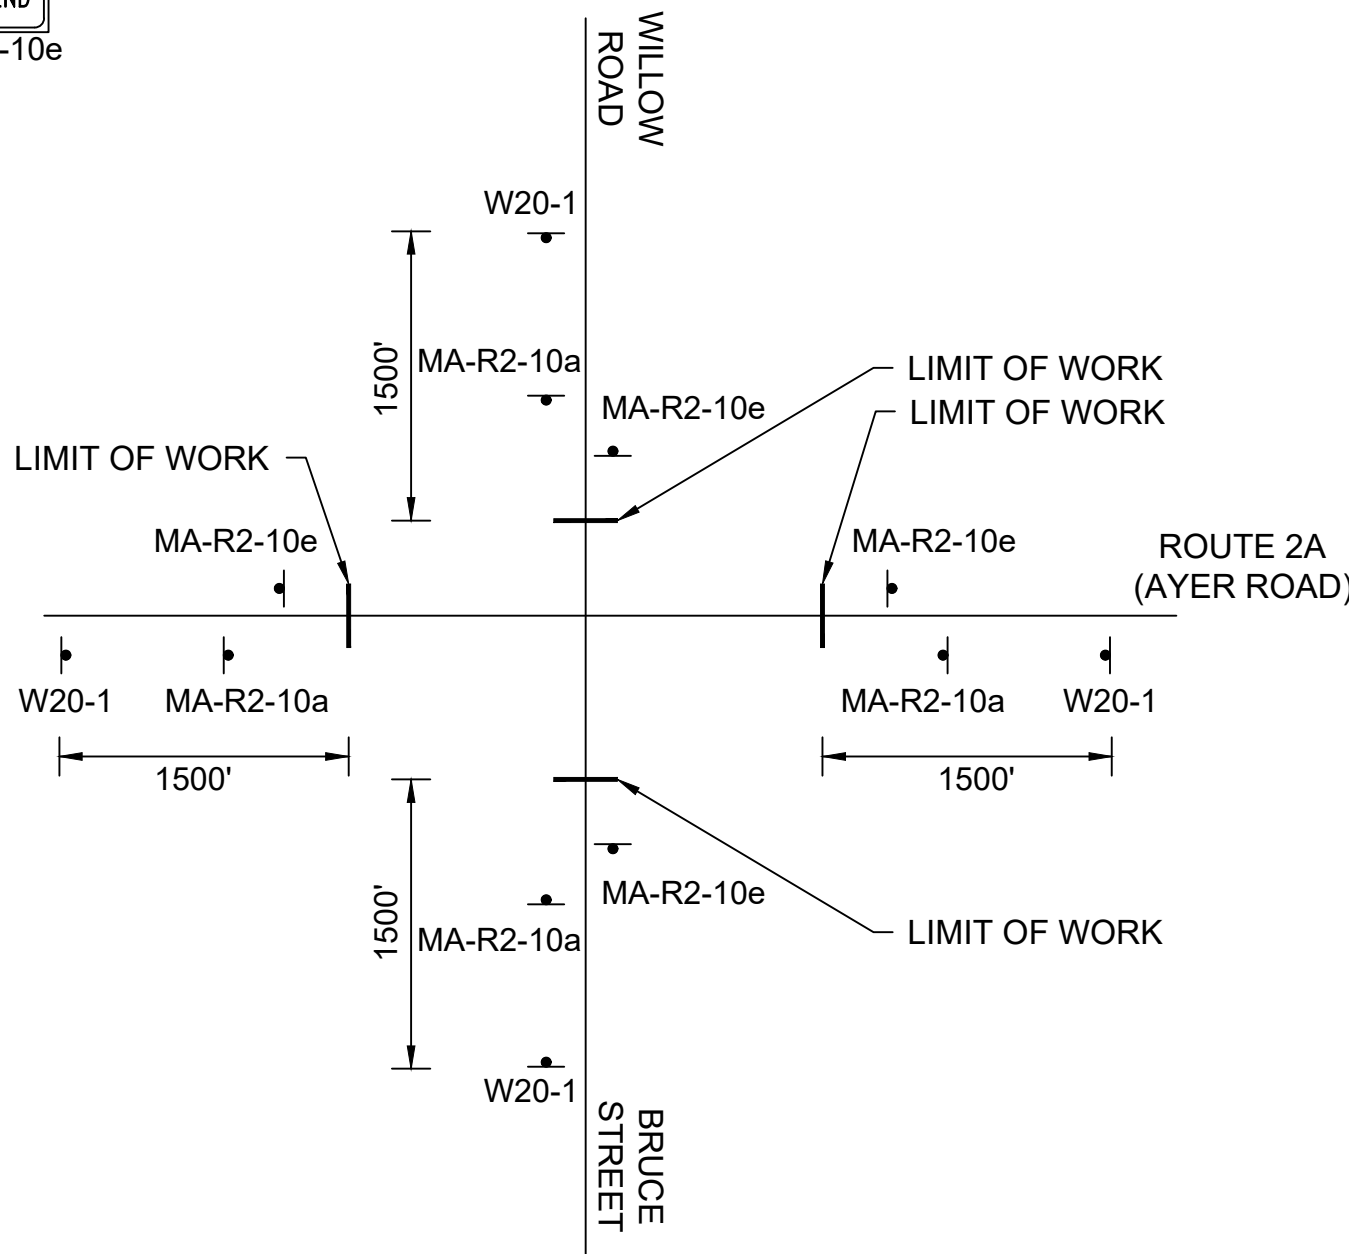 -10e
WILLOW
ROAD
W20-1
1500'
MA-R2-10a
MA-R2-10e
LIMIT OF WORK
LIMIT OF WORK
LIMIT OF WORK
MA-R2-10e
MA-R2-10e
ROUTE 2A
(AYER ROAD)
W20-1
MA-R2-10a
MA-R2-10a
W20-1
1500'
1500'
1500'
MA-R2-10e
MA-R2-10a
LIMIT OF WORK
W20-1
BRUCE
STREET